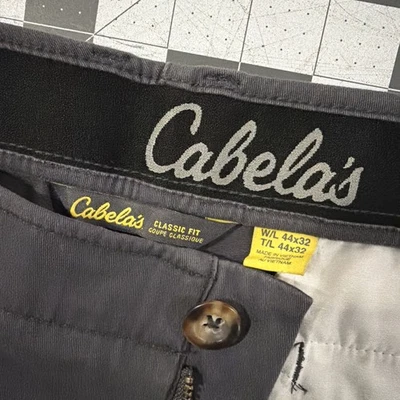 Cabela's
Cabela's CLASSIC FIT
COUPE CLASSIQUE
W/L 44x32
T/L 44x32
MADE IN VIETNAM